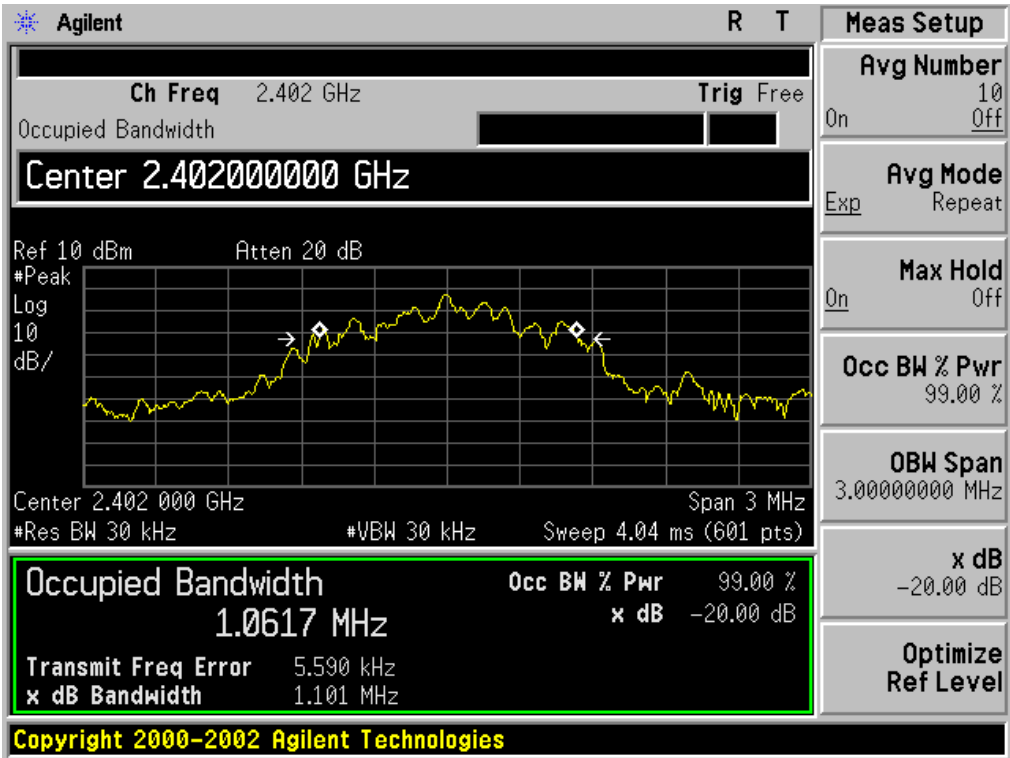 Agilent R T
Meas Setup
Ch Freq 2.402 GHz Trig Free
Occupied Bandwidth
Center 2.402000000 GHz
Ref 10 dBm Atten 20 dB
#Peak
Log
10
dB/
Center 2.402 000 GHz Span 3 MHz
#Res BW 30 kHz #VBW 30 kHz Sweep 4.04 ms (601 pts)
Occupied Bandwidth
1.0617 MHz
Occ BW % Pwr 99.00 %
x dB -20.00 dB
Transmit Freq Error 5.590 kHz
x dB Bandwidth 1.101 MHz
Copyright 2000-2002 Agilent Technologies
Avg Number
10
On Off
Avg Mode
Exp Repeat
Max Hold
On Off
Occ BW % Pwr
99.00 %
OBW Span
3.00000000 MHz
x dB
-20.00 dB
Optimize
Ref Level